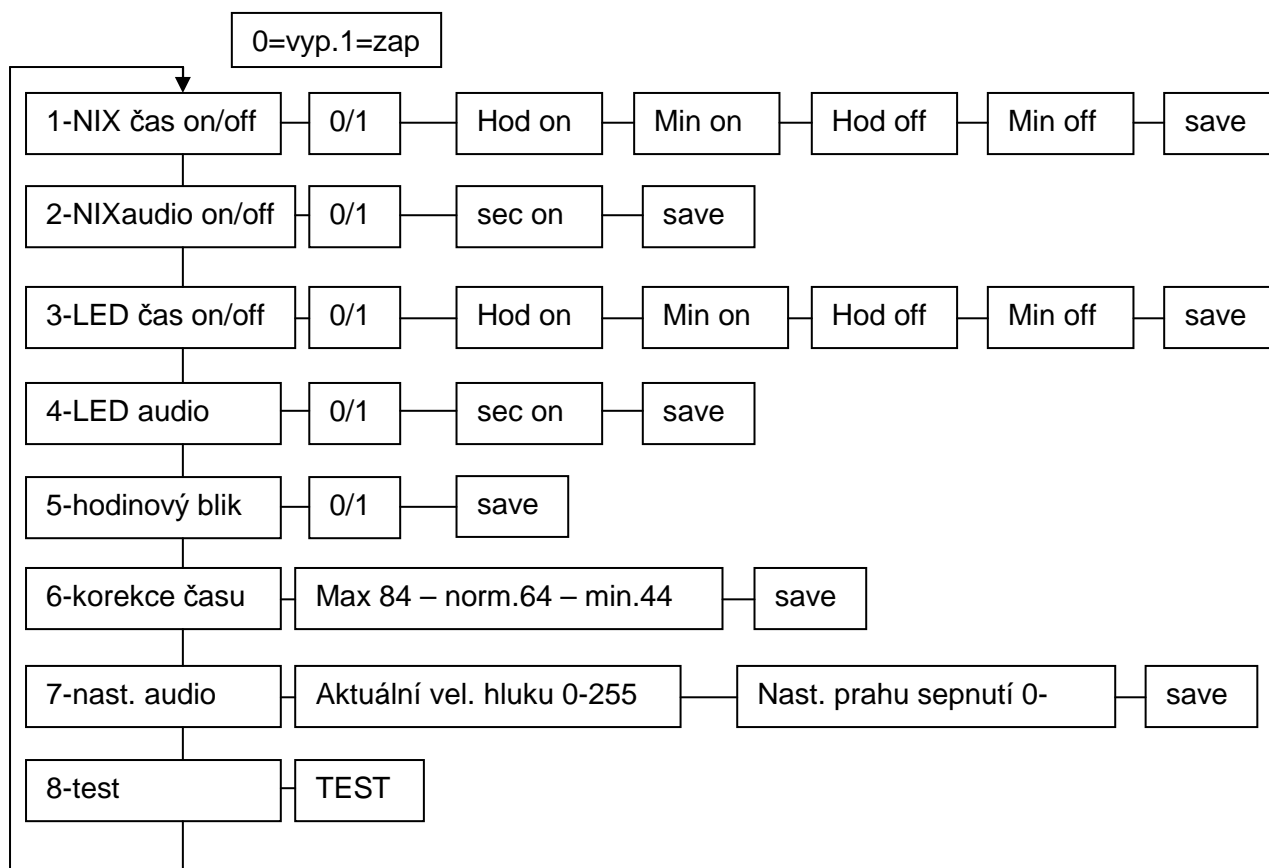 0=vyp.1=zap
1-NIX čas on/off 0/1 Hod on Min on Hod off Min off save
2-NIXaudio on/off 0/1 sec on save
3-LED čas on/off 0/1 Hod on Min on Hod off Min off save
4-LED audio 0/1 sec on save
5-hodinový blik 0/1 save
6-korekce času Max 84 – norm.64 – min.44 save
7-nast. audio Aktuální vel. hluku 0-255 Nast. prahu sepnutí 0- save
8-test TEST